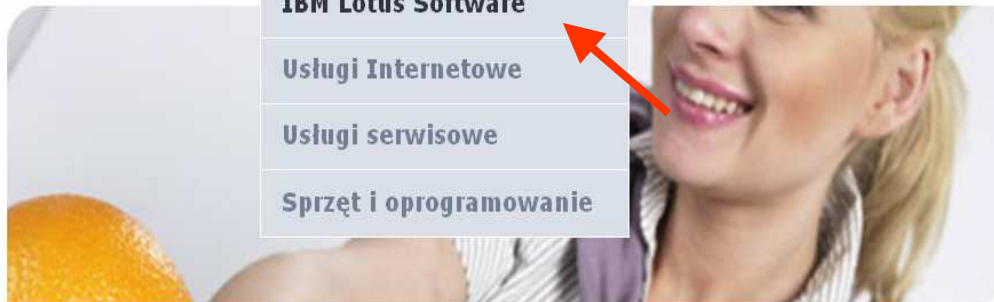 IBM Lotus Software
Usługi Internetowe
Usługi serwisowe
Sprzęt i oprogramowanie